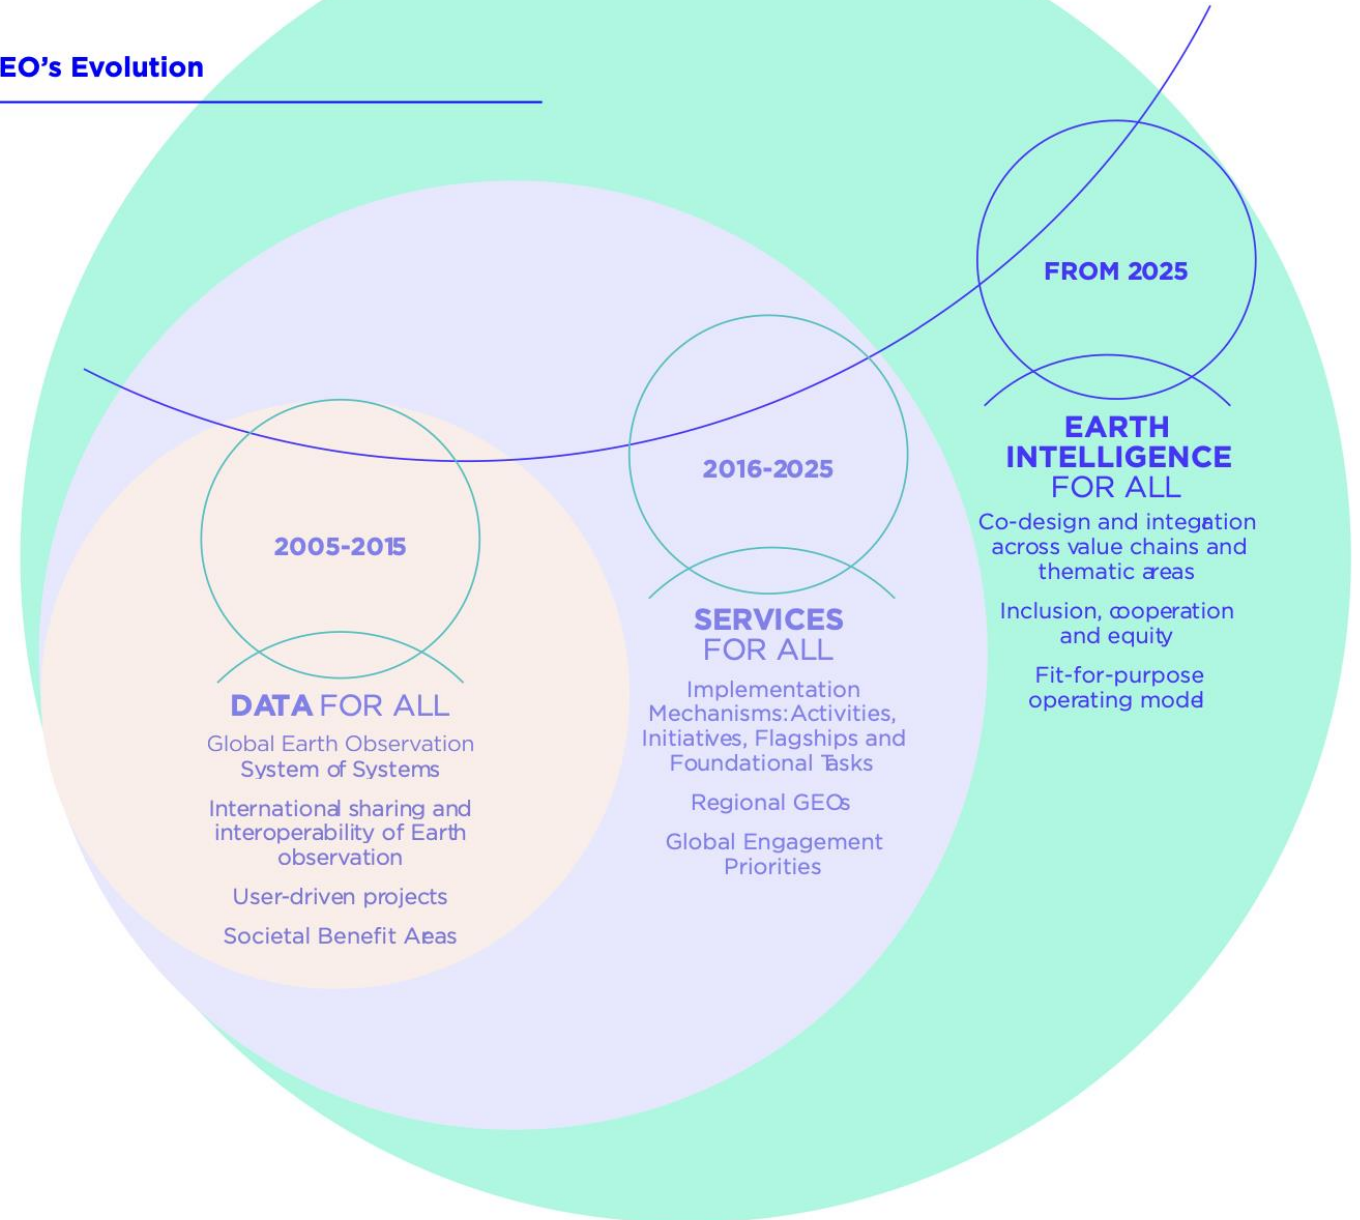 EO's Evolution
2005-2015
DATA FOR ALL
Global Earth Observation
System of Systems
International sharing and
interoperability of Earth
observation
User-driven projects
Societal Benefit Areas
2016-2025
SERVICES
FOR ALL
Implementation
Mechanisms: Activities,
Initiatives, Flagships and
Foundational Tasks
Regional GEOs
Global Engagement
Priorities
FROM 2025
EARTH
INTELLIGENCE
FOR ALL
Co-design and integration
across value chains and
thematic areas
Inclusion, cooperation
and equity
Fit-for-purpose
operating model